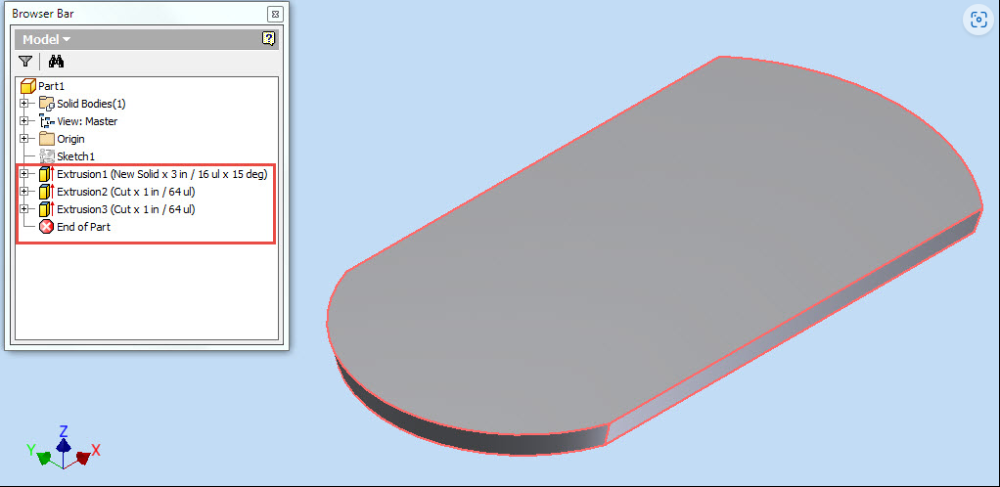 Browser Bar
Model
Part1
Solid Bodies(1)
View: Master
Origin
Sketch1
Extrusion1 (New Solid x 3 in / 16 ul x 15 deg)
Extrusion2 (Cut x 1 in / 64 ul)
Extrusion3 (Cut x 1 in / 64 ul)
End of Part
Z
Y
X